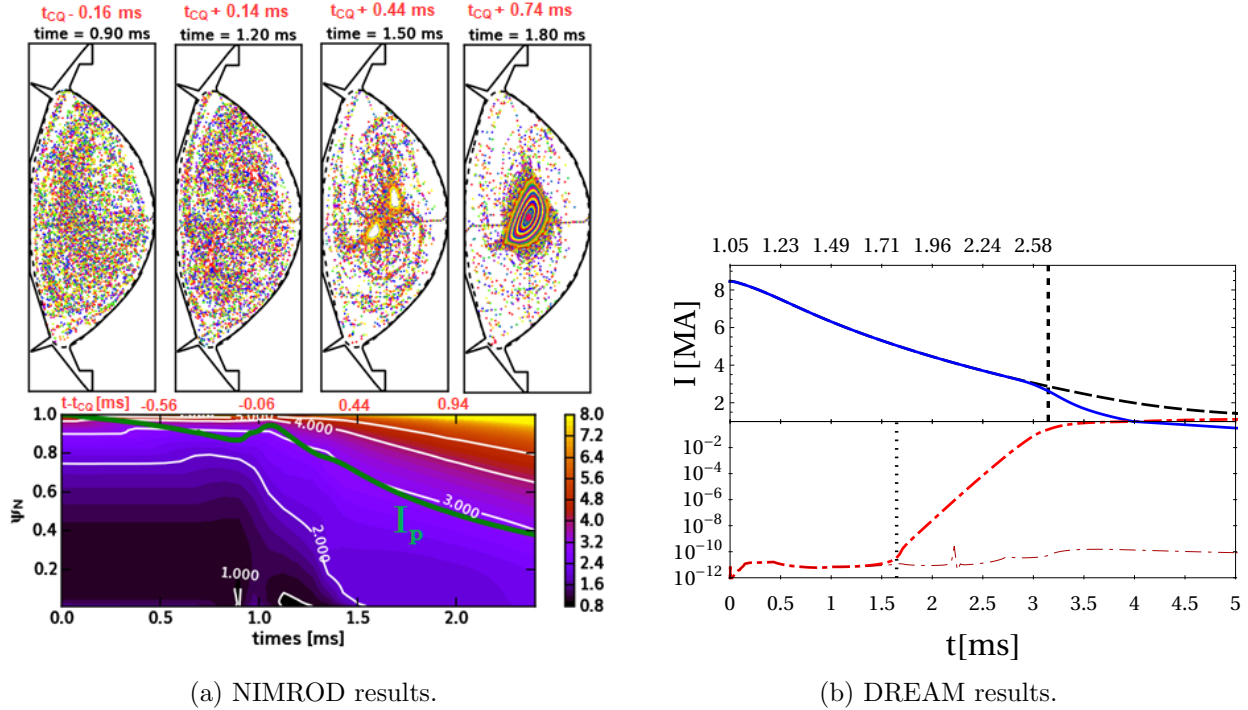 t_CQ - 0.16 ms t_CQ + 0.14 ms t_CQ + 0.44 ms t_CQ + 0.74 ms
time = 0.90 ms time = 1.20 ms time = 1.50 ms time = 1.80 ms
t-t_CQ [ms] -0.56 -0.06 0.44 0.94
1.0 0.8 0.6 0.4 0.2
ψN
4.000
3.000
2.000
1.000
Ip
8.0
7.2
6.4
5.6
4.8
4.0
3.2
2.4
1.6
0.8
0.0 0.5 1.0 1.5 2.0
times [ms]
(a) NIMROD results.
1.05 1.23 1.49 1.71 1.96 2.24 2.58
8
6
4
2
I [MA]
10^-2
10^-4
10^-6
10^-8
10^-10
10^-12
0 0.5 1 1.5 2 2.5 3 3.5 4 4.5 5
t[ms]
(b) DREAM results.